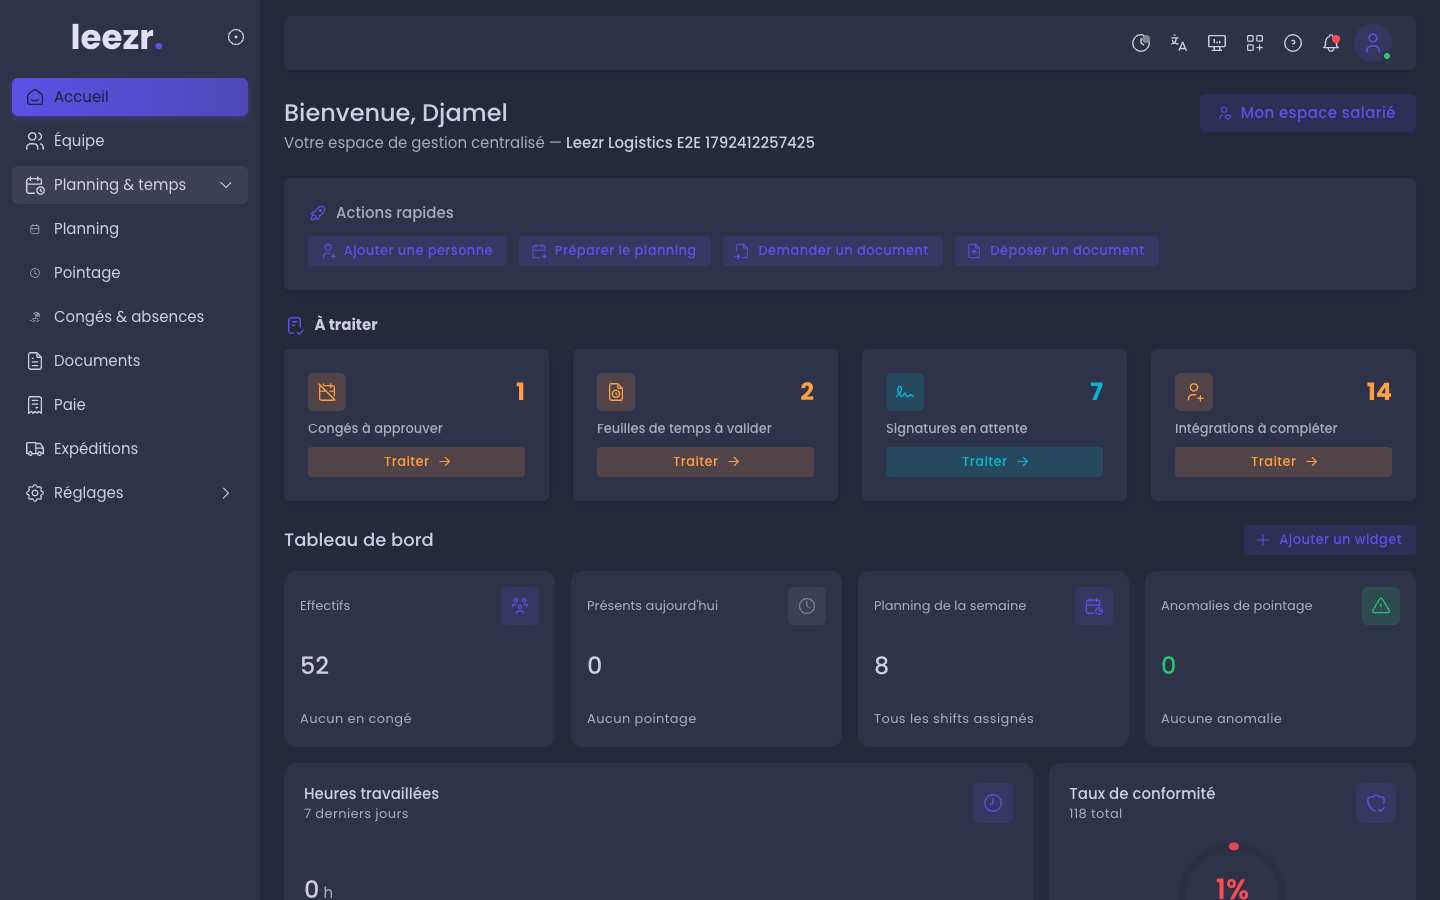 leezr.
Accueil
Équipe
Planning & temps
Planning
Pointage
Congés & absences
Documents
Paie
Expéditions
Réglages
Bienvenue, Djamel
Votre espace de gestion centralisé — Leezr Logistics E2E 1792412257425
Mon espace salarié
Actions rapides
Ajouter une personne
Préparer le planning
Demander un document
Déposer un document
À traiter
1
Congés à approuver
Traiter →
2
Feuilles de temps à valider
Traiter →
7
Signatures en attente
Traiter →
14
Intégrations à compléter
Traiter →
Tableau de bord
Ajouter un widget
Effectifs
52
Aucun en congé
Présents aujourd'hui
0
Aucun pointage
Planning de la semaine
8
Tous les shifts assignés
Anomalies de pointage
0
Aucune anomalie
Heures travaillées
7 derniers jours
0 h
Taux de conformité
118 total
1%